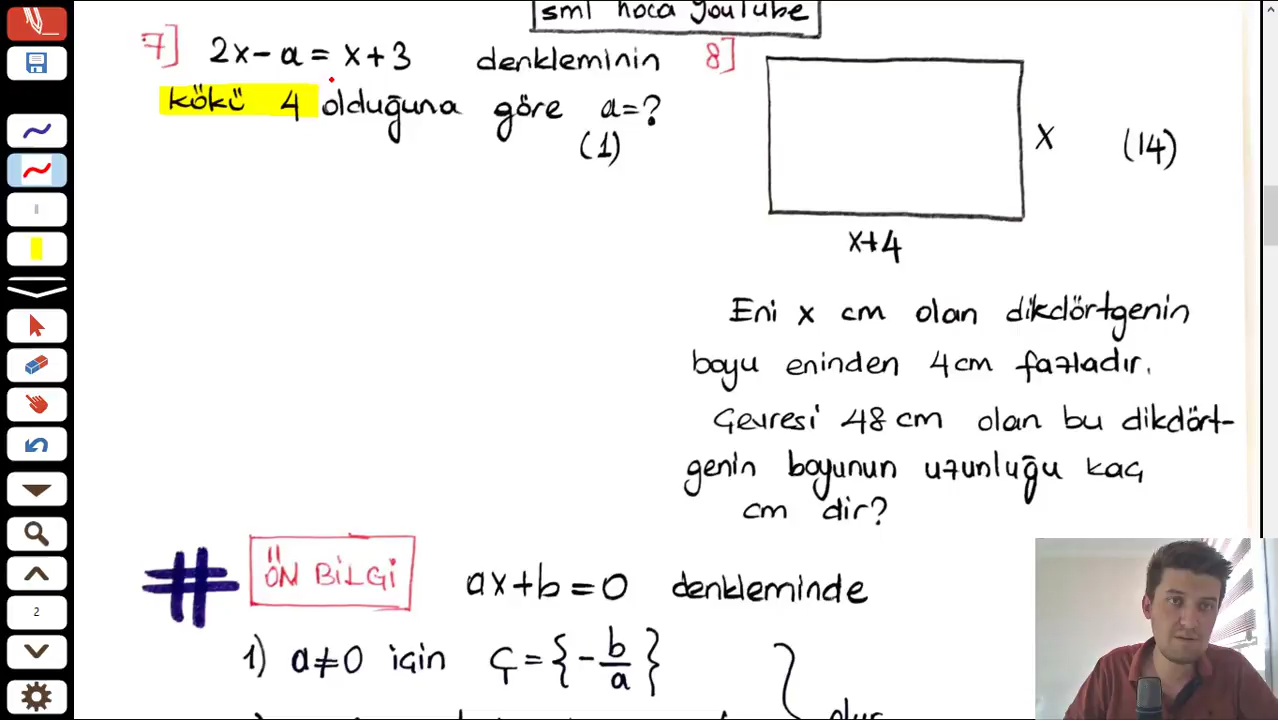 sml hoca youtube
7] 2x-a = x+3 denkleminin
kökü 4 olduğuna göre a=?
(1)
8]
x
(14)
x+4
Eni x cm olan dikdörtgenin
boyu eninden 4cm fazladır.
Çevresi 48cm olan bu dikdört-
genin boyunun uzunluğu kaç
cm dir?
# ÖN BİLGİ ax+b=0 denkleminde
1) a≠0 için Ç={-b/a}
olur
2